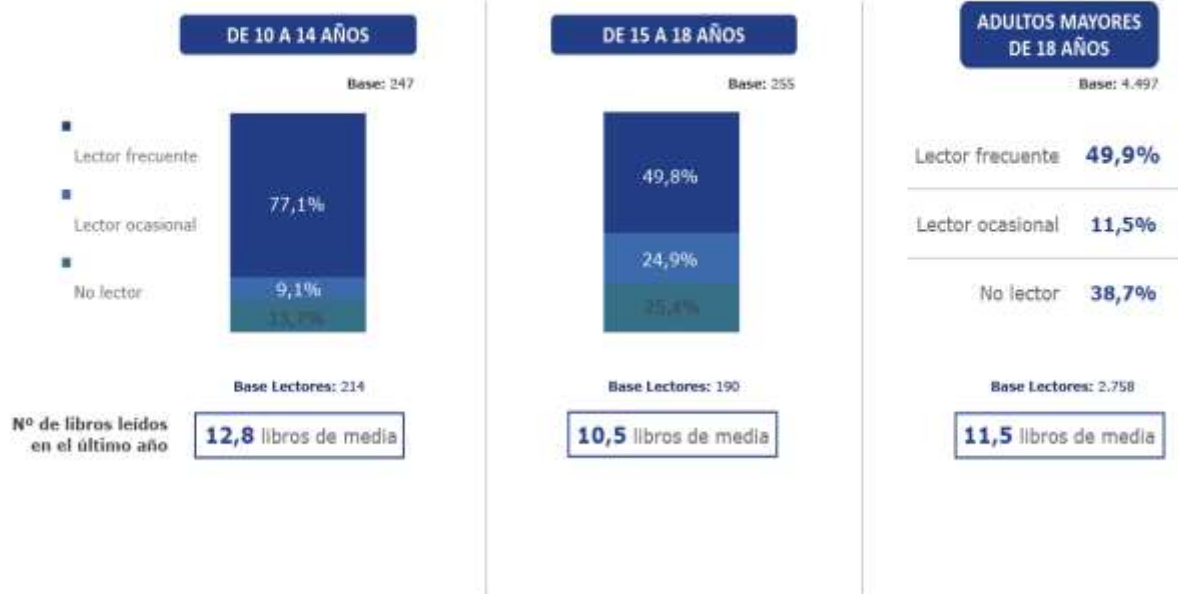 DE 10 A 14 AÑOS
Base: 247
Lector frecuente
Lector ocasional
No lector
77,1%
9,1%
13,7%
Base Lectores: 214
Nº de libros leídos
en el último año
12,8 libros de media
DE 15 A 18 AÑOS
Base: 255
49,8%
24,9%
25,4%
Base Lectores: 190
10,5 libros de media
ADULTOS MAYORES
DE 18 AÑOS
Base: 4.497
Lector frecuente 49,9%
Lector ocasional 11,5%
No lector 38,7%
Base Lectores: 2.758
11,5 libros de media